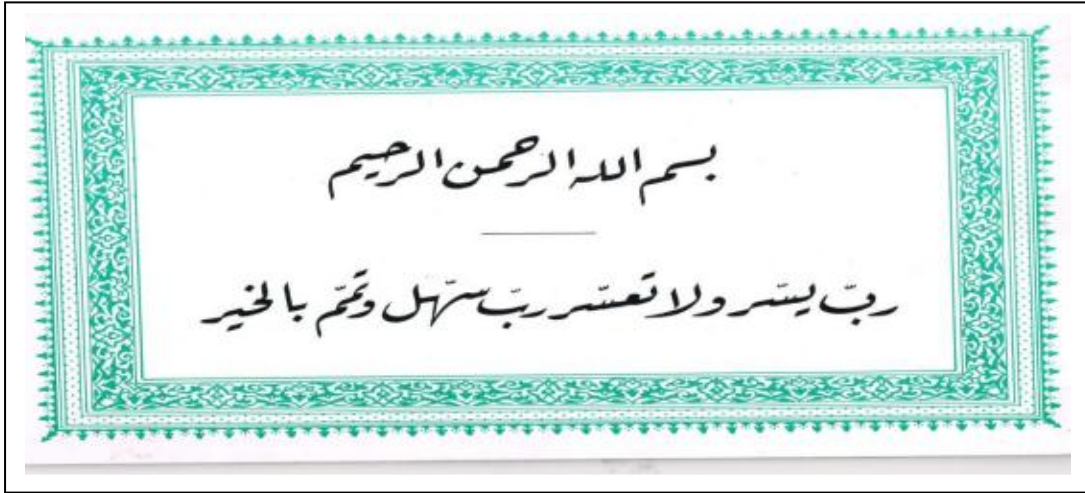 بسم الله الرحمن الرحيم
ربّ يسّر ولا تعسّر ربّ سهّل وتمّم بالخير